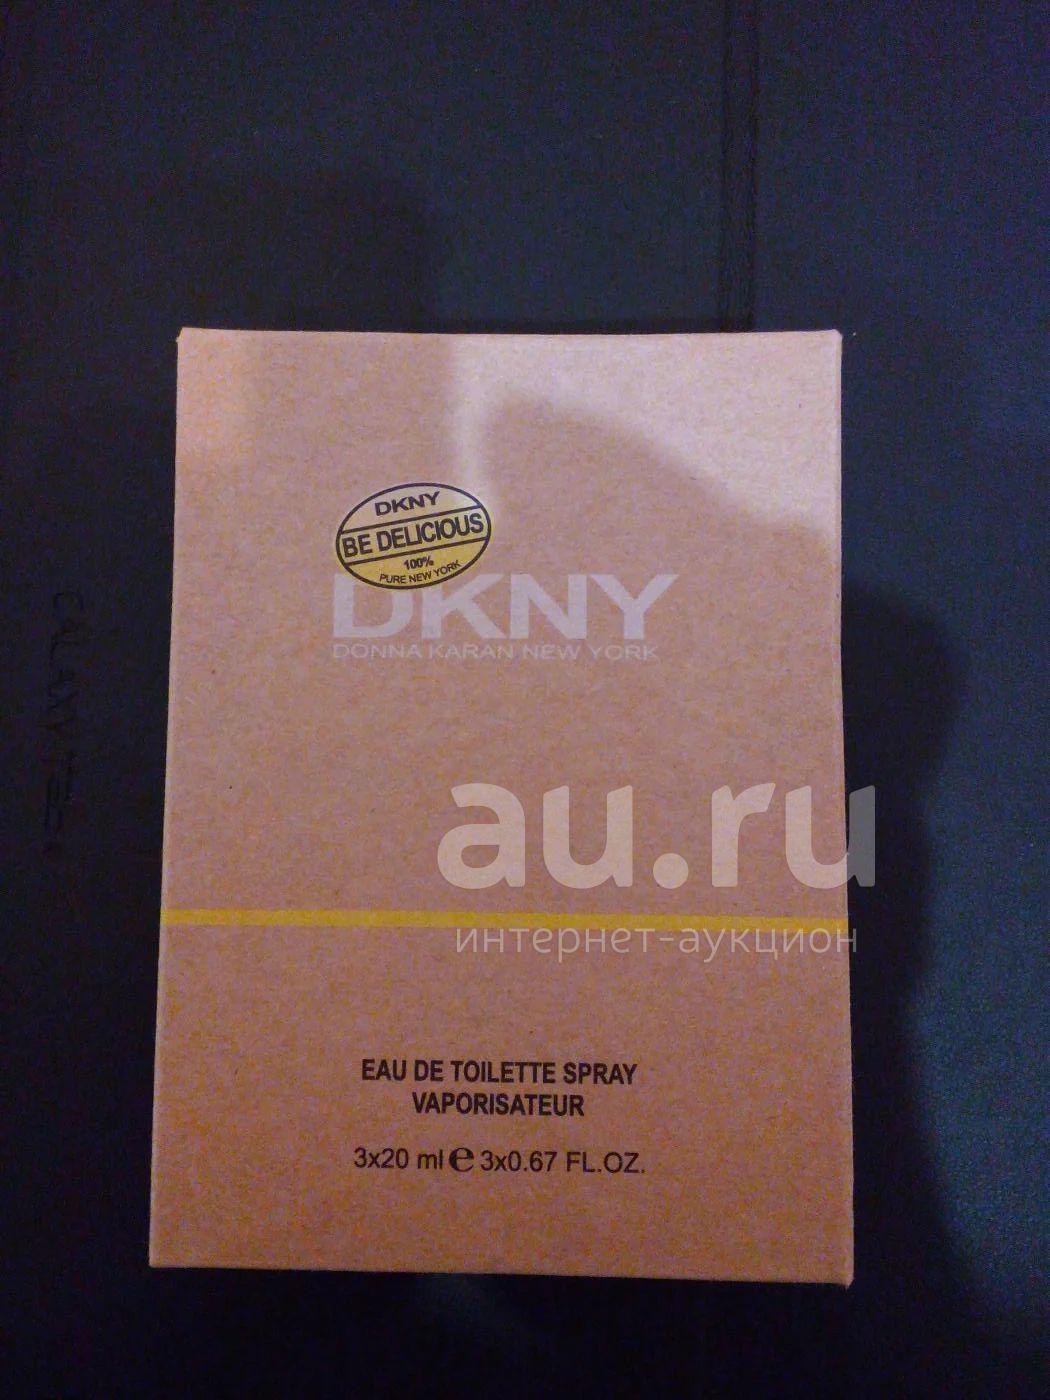 DKNY
BE DELICIOUS
100%
PURE NEW YORK
DKNY
DONNA KARAN NEW YORK
au.ru
интернет-аукцион
EAU DE TOILETTE SPRAY
VAPORISATEUR
3x20 ml e 3x0.67 FL.OZ.